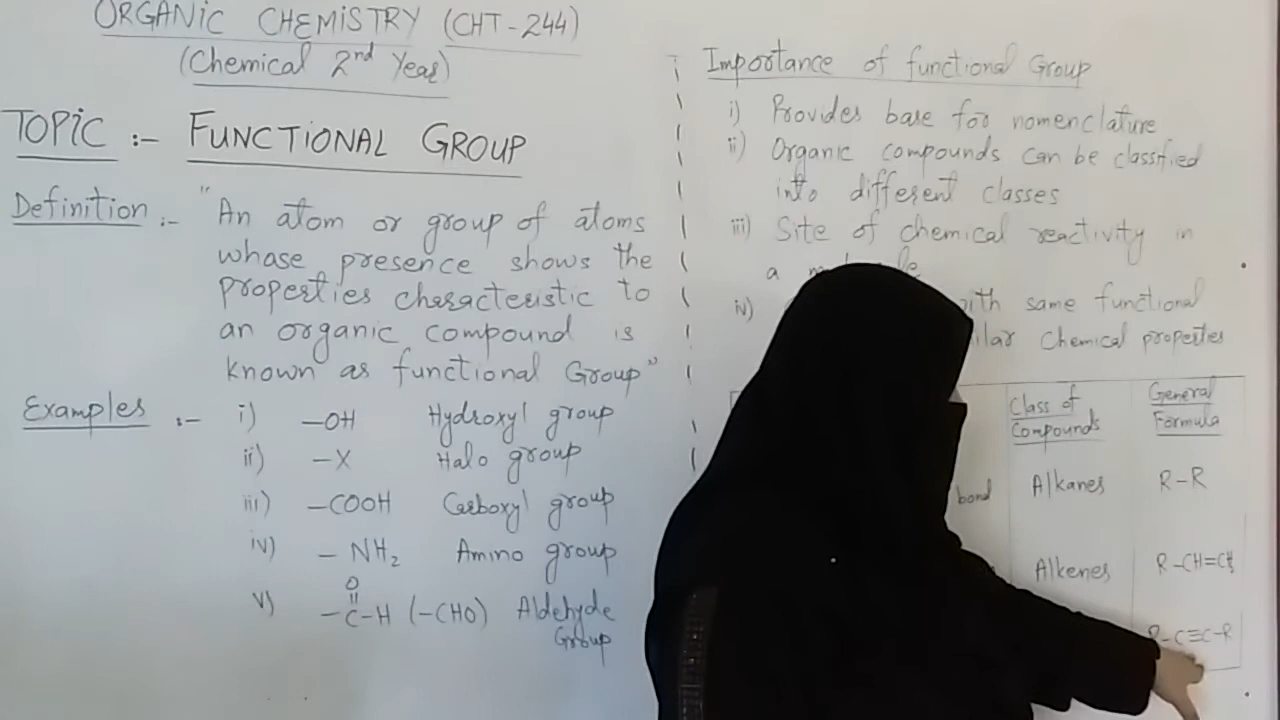 ORGANIC CHEMISTRY (CHT-244)
(Chemical 2nd Year)
TOPIC :- FUNCTIONAL GROUP
Definition :- "An atom or group of atoms
whose presence shows the
properties characteristic to
an organic compound is
known as functional Group"
Examples :- i) -OH Hydroxyl group
ii) -X Halo group
iii) -COOH Carboxyl group
iv) -NH₂ Amino group
O
||
v) -C-H (-CHO) Aldehyde
Group
Importance of functional Group
i) Provides base for nomenclature
ii) Organic compounds can be classified
into different classes
iii) Site of chemical reactivity in
a
iv) with same functional
Chemical properties
Class of
Compounds
General
Formula
bond Alkanes R-R
Alkenes R-CH=CH₂
R-C≡C-R